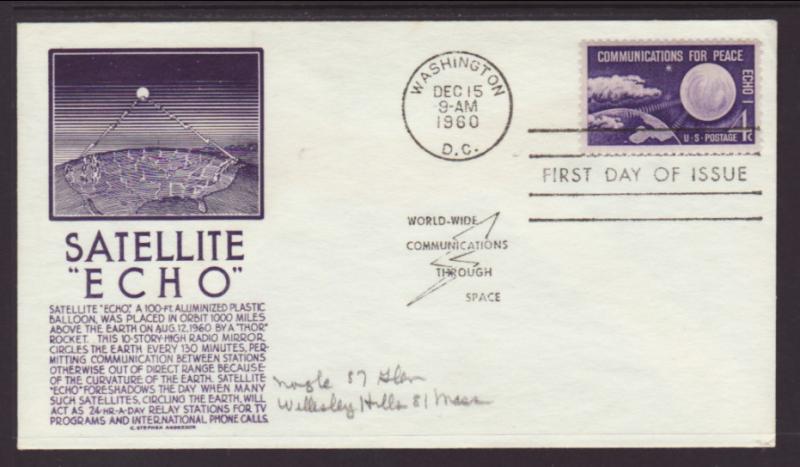 WASHINGTON
DEC 15
9-AM
1960
D.C.
COMMUNICATIONS FOR PEACE
ECHO I
U·S·POSTAGE 4¢
FIRST DAY OF ISSUE
WORLD-WIDE
COMMUNICATIONS
THROUGH
SPACE
SATELLITE
"ECHO"
SATELLITE "ECHO," A 100-Ft. ALUMINIZED PLASTIC
BALLOON, WAS PLACED IN ORBIT 1000 MILES
ABOVE THE EARTH ON AUG. 12, 1960 BY A "THOR"
ROCKET. THIS 10-STORY-HIGH RADIO MIRROR,
CIRCLES THE EARTH EVERY 130 MINUTES, PER-
MITTING COMMUNICATION BETWEEN STATIONS
OTHERWISE OUT OF DIRECT RANGE BECAUSE
OF THE CURVATURE OF THE EARTH. SATELLITE
"ECHO" FORESHADOWS THE DAY WHEN MANY
SUCH SATELLITES, CIRCLING THE EARTH, WILL
ACT AS 24-HR-A-DAY RELAY STATIONS FOR TV
PROGRAMS AND INTERNATIONAL PHONE CALLS.
C. STEPHEN ANDERSON
57 Glen
Wellesley Hills 81 Mass